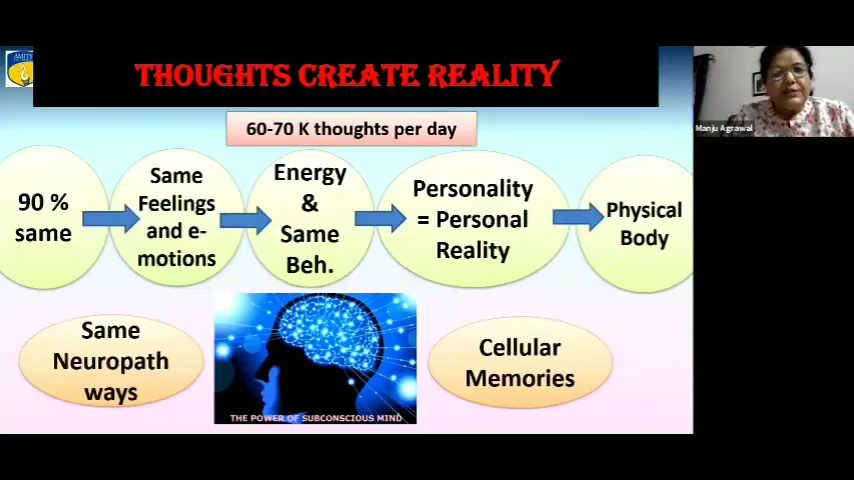 AMITY
THOUGHTS CREATE REALITY
Manju Agrawal
60-70 K thoughts per day
90 %
same
Same
Feelings
and e-
motions
Energy
&
Same
Beh.
Personality
= Personal
Reality
Physical
Body
Same
Neuropath
ways
THE POWER OF SUBCONSCIOUS MIND
Cellular
Memories